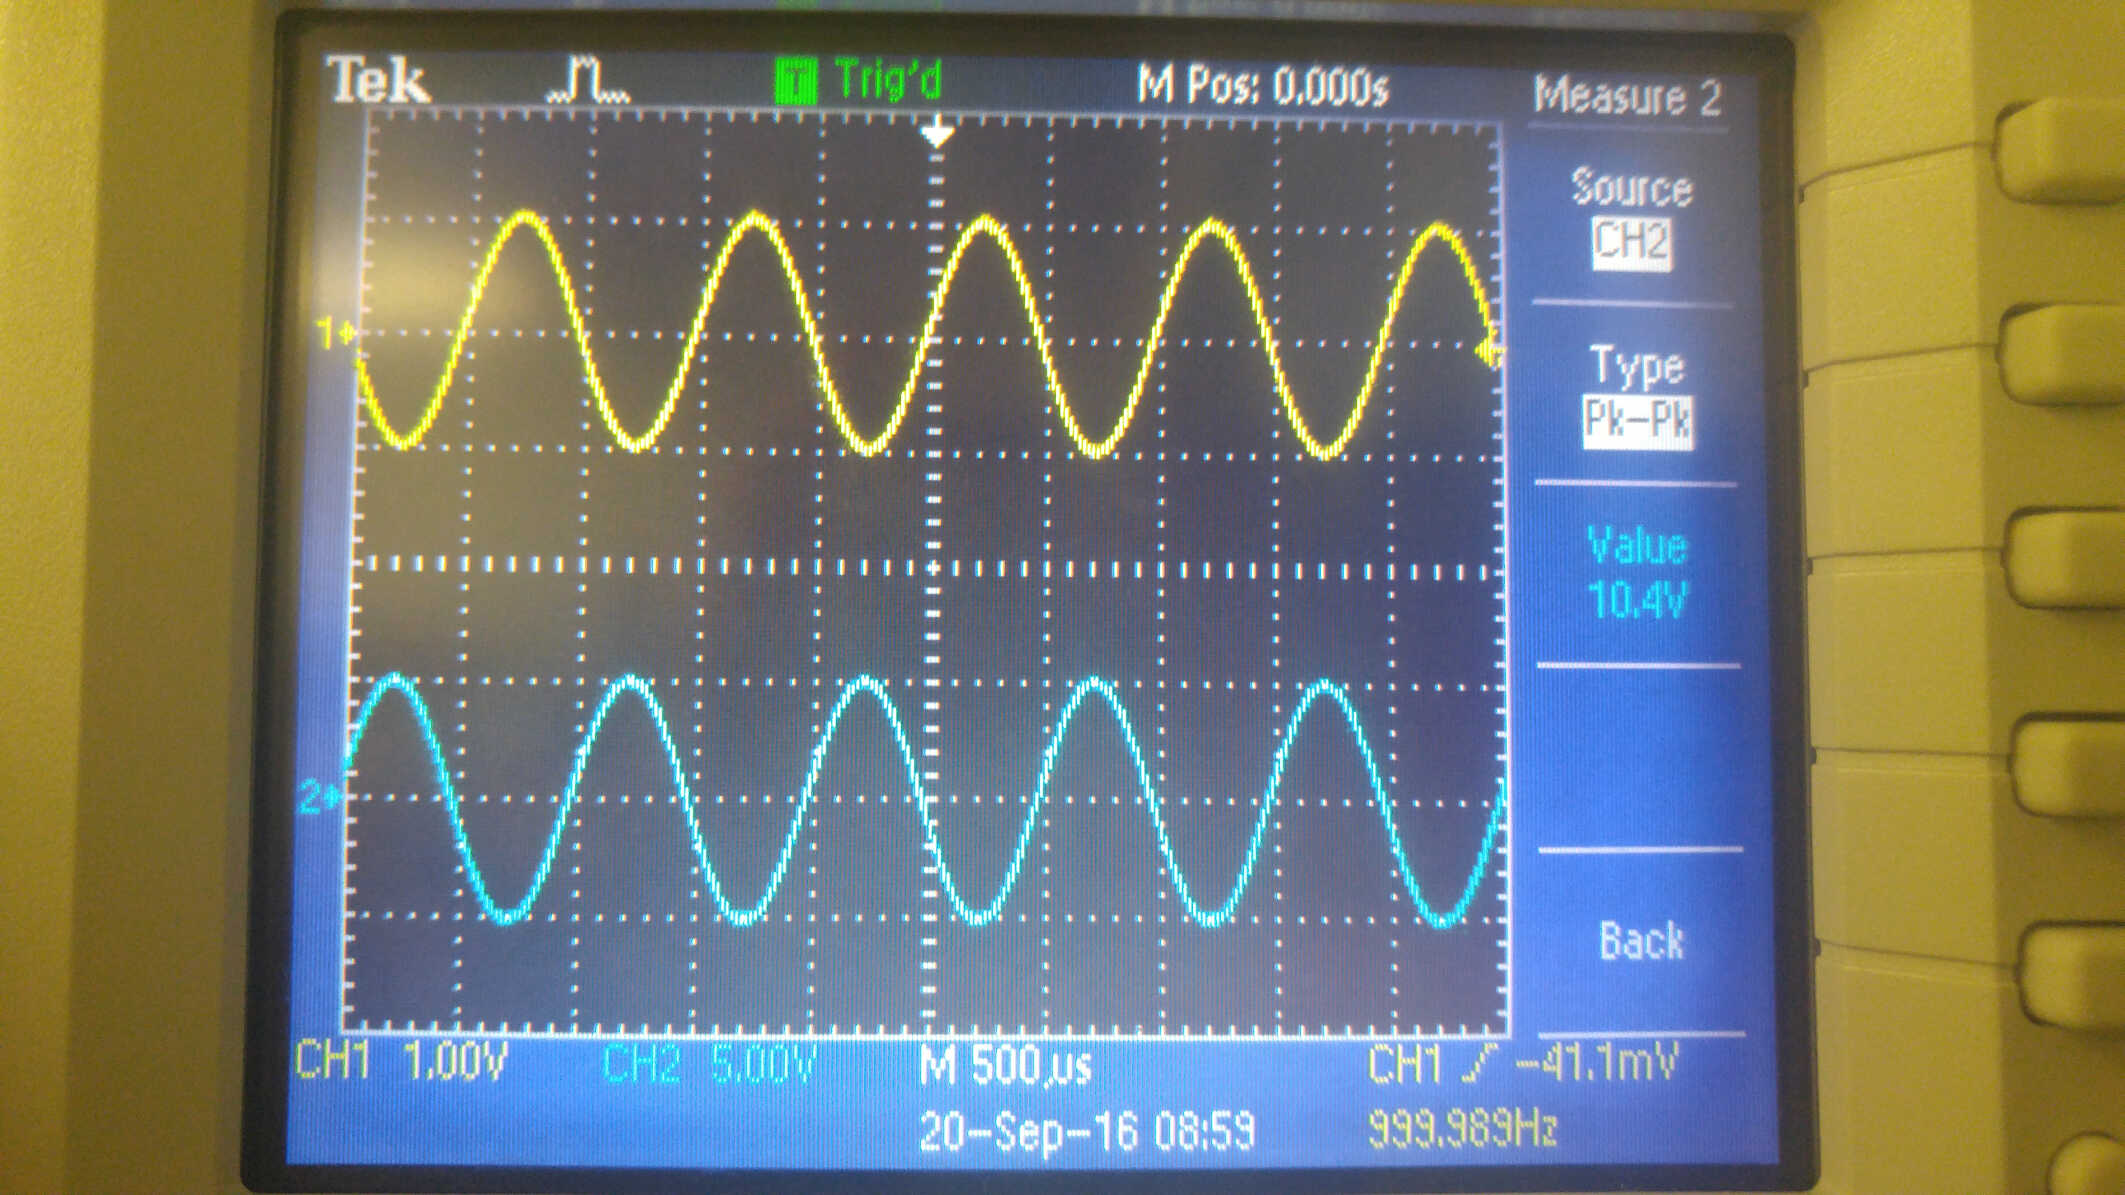 Tek T Trig'd M Pos: 0.000s Measure 2
Source
CH2
1
Type
Pk-Pk
Value
10.4V
2
Back
CH1 1.00V CH2 5.00V M 500µs CH1 -41.1mV
20-Sep-16 08:59 999.989Hz